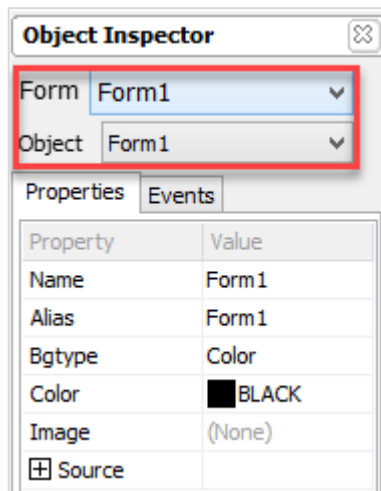 Object Inspector
Form Form1
Object Form1
Properties Events
Property Value
Name Form1
Alias Form1
Bgtype Color
Color BLACK
Image (None)
Source